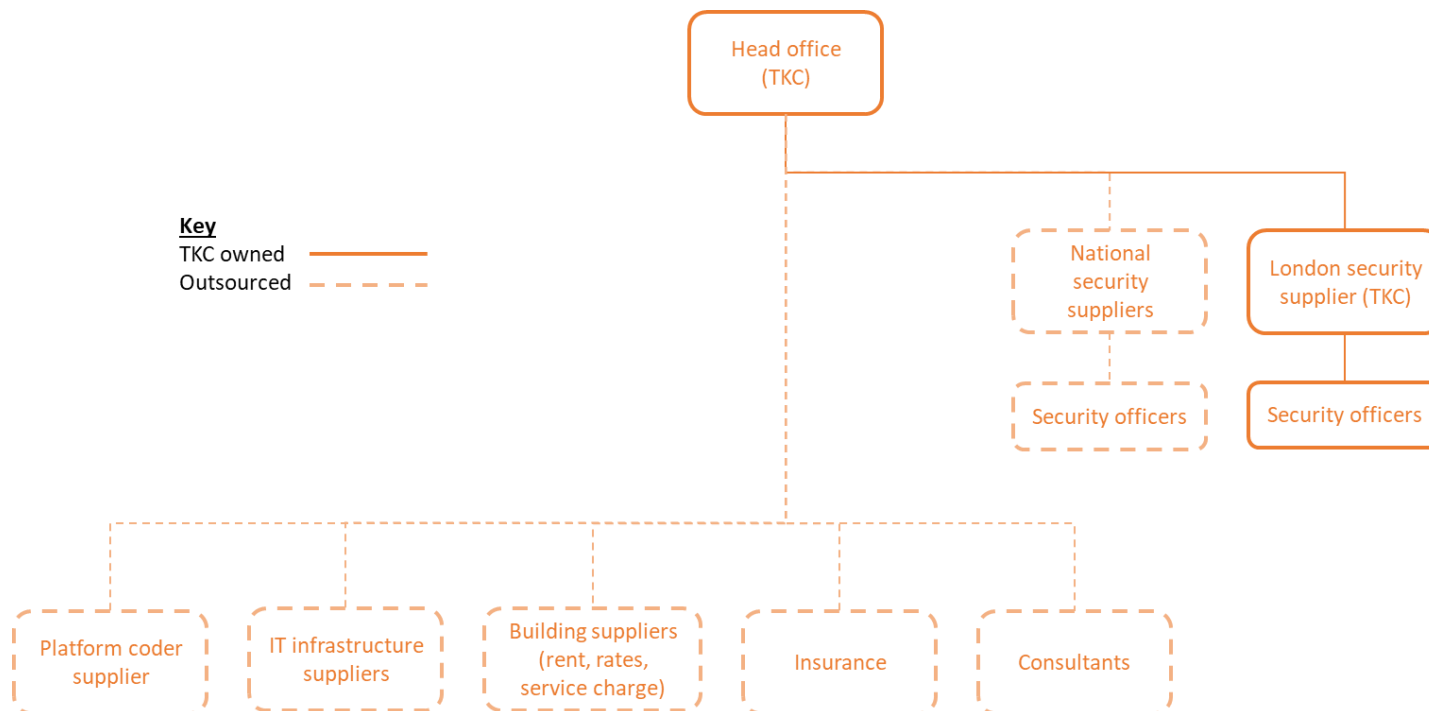 Head office
(TKC)
Key
TKC owned
Outsourced
National
security
suppliers
London security
supplier (TKC)
Security officers
Security officers
Platform coder
supplier
IT infrastructure
suppliers
Building suppliers
(rent, rates,
service charge)
Insurance
Consultants